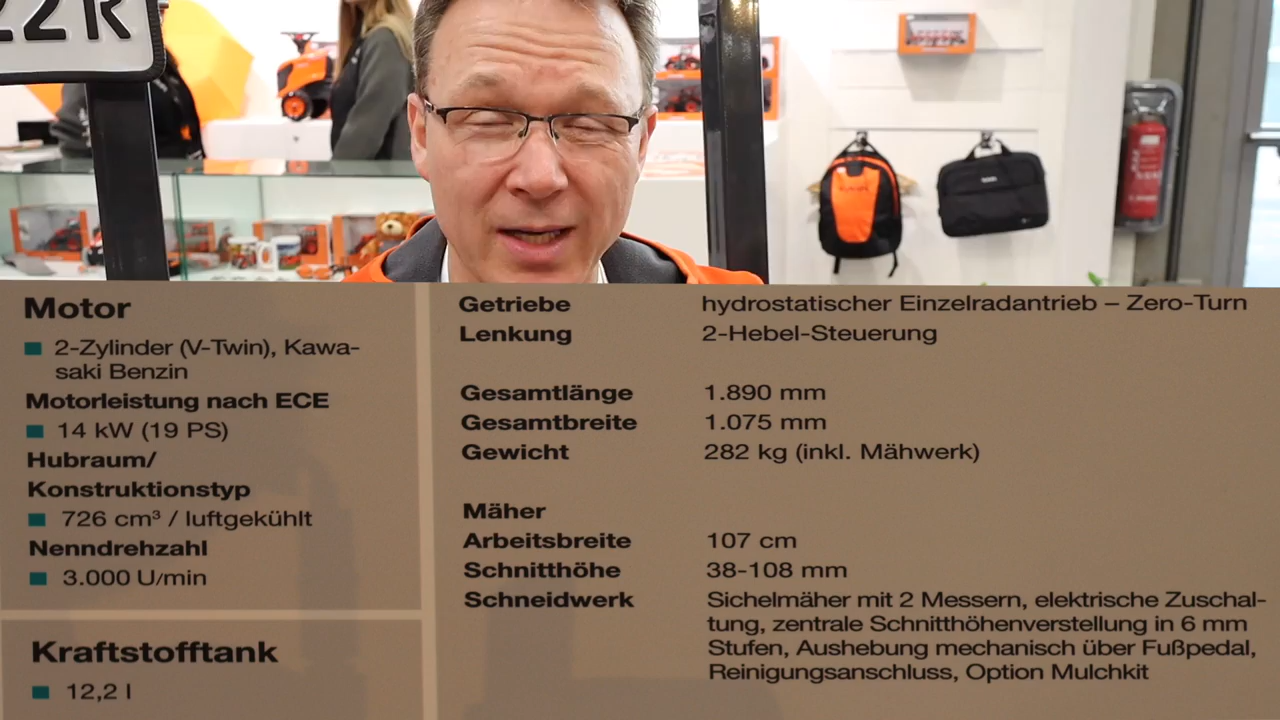 22R
Motor
2-Zylinder (V-Twin), Kawa-
saki Benzin
Motorleistung nach ECE
14 kW (19 PS)
Hubraum/
Konstruktionstyp
726 cm³ / luftgekühlt
Nenndrehzahl
3.000 U/min
Kraftstofftank
12,2 l
Getriebe hydrostatischer Einzelradantrieb – Zero-Turn
Lenkung 2-Hebel-Steuerung
Gesamtlänge 1.890 mm
Gesamtbreite 1.075 mm
Gewicht 282 kg (inkl. Mähwerk)
Mäher
Arbeitsbreite 107 cm
Schnitthöhe 38-108 mm
Schneidwerk Sichelmäher mit 2 Messern, elektrische Zuschal-
tung, zentrale Schnitthöhenverstellung in 6 mm
Stufen, Aushebung mechanisch über Fußpedal,
Reinigungsanschluss, Option Mulchkit